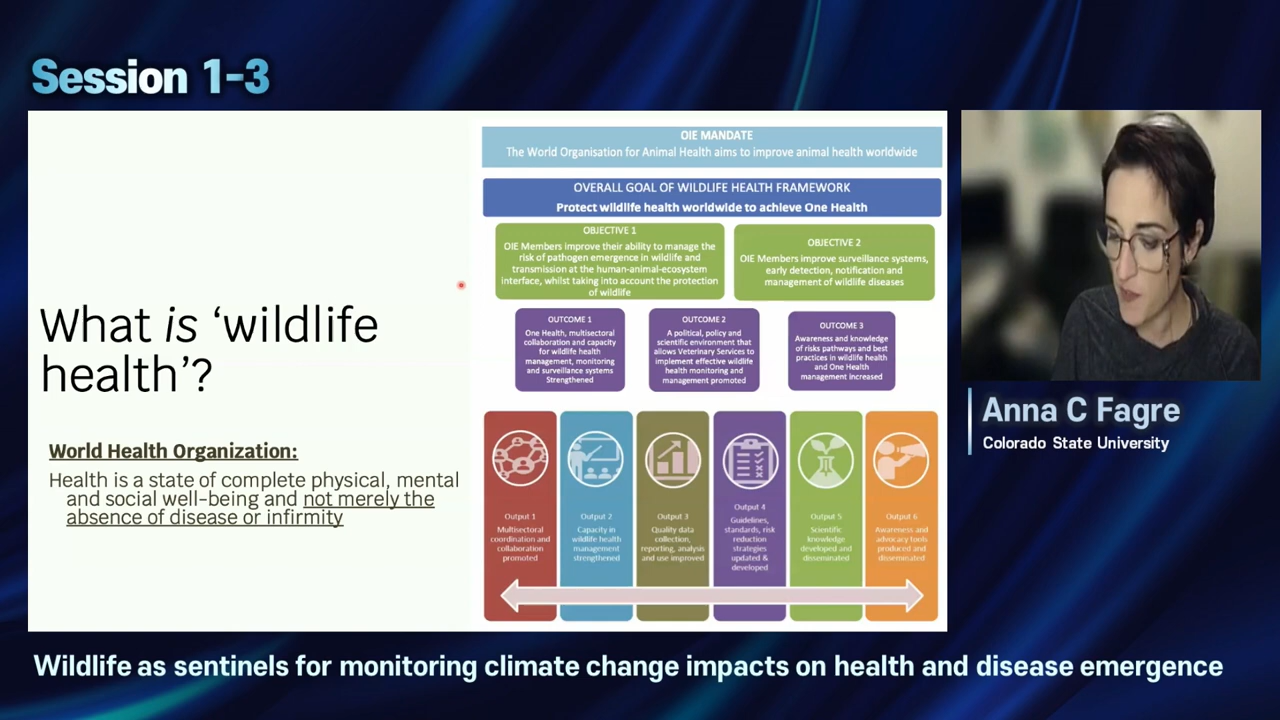 Session 1-3
What is ‘wildlife
health’?
World Health Organization:
Health is a state of complete physical, mental
and social well-being and not merely the
absence of disease or infirmity
OIE MANDATE
The World Organisation for Animal Health aims to improve animal health worldwide
OVERALL GOAL OF WILDLIFE HEALTH FRAMEWORK
Protect wildlife health worldwide to achieve One Health
OBJECTIVE 1
OIE Members improve their ability to manage the
risk of pathogen emergence in wildlife and
transmission at the human-animal-ecosystem
interface, whilst taking into account the protection
of wildlife
OBJECTIVE 2
OIE Members improve surveillance systems,
early detection, notification and
management of wildlife diseases
OUTCOME 1
One Health, multisectoral
collaboration and capacity
for wildlife health
management, monitoring
and surveillance systems
Strengthened
OUTCOME 2
A political, policy and
scientific environment that
allows Veterinary Services to
implement effective wildlife
health monitoring and
management promoted
OUTCOME 3
Awareness and knowledge
of risks pathways and best
practices in wildlife health
and One Health
management increased
Output 1
Multisectoral
coordination and
collaboration
promoted
Output 2
Capacity in
wildlife health
management
strengthened
Output 3
Quality data
collection,
reporting, analysis
and use improved
Output 4
Guidelines,
standards, risk
reduction
strategies
updated &
developed
Output 5
Scientific
knowledge
developed and
disseminated
Output 6
Awareness and
advocacy tools
produced and
disseminated
Anna C Fagre
Colorado State University
Wildlife as sentinels for monitoring climate change impacts on health and disease emergence